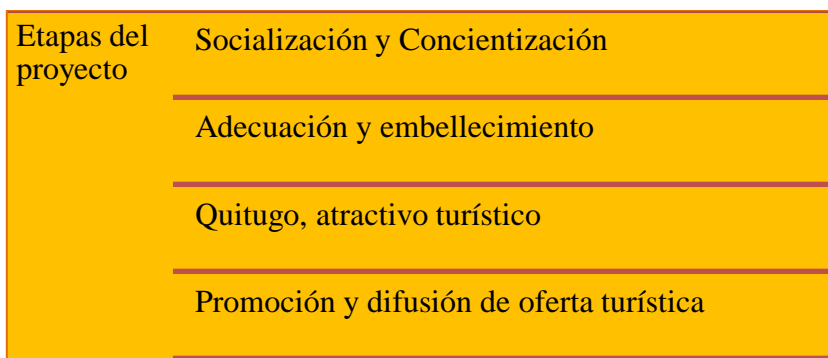 Etapas del
proyecto
Socialización y Concientización
Adecuación y embellecimiento
Quitugo, atractivo turístico
Promoción y difusión de oferta turística